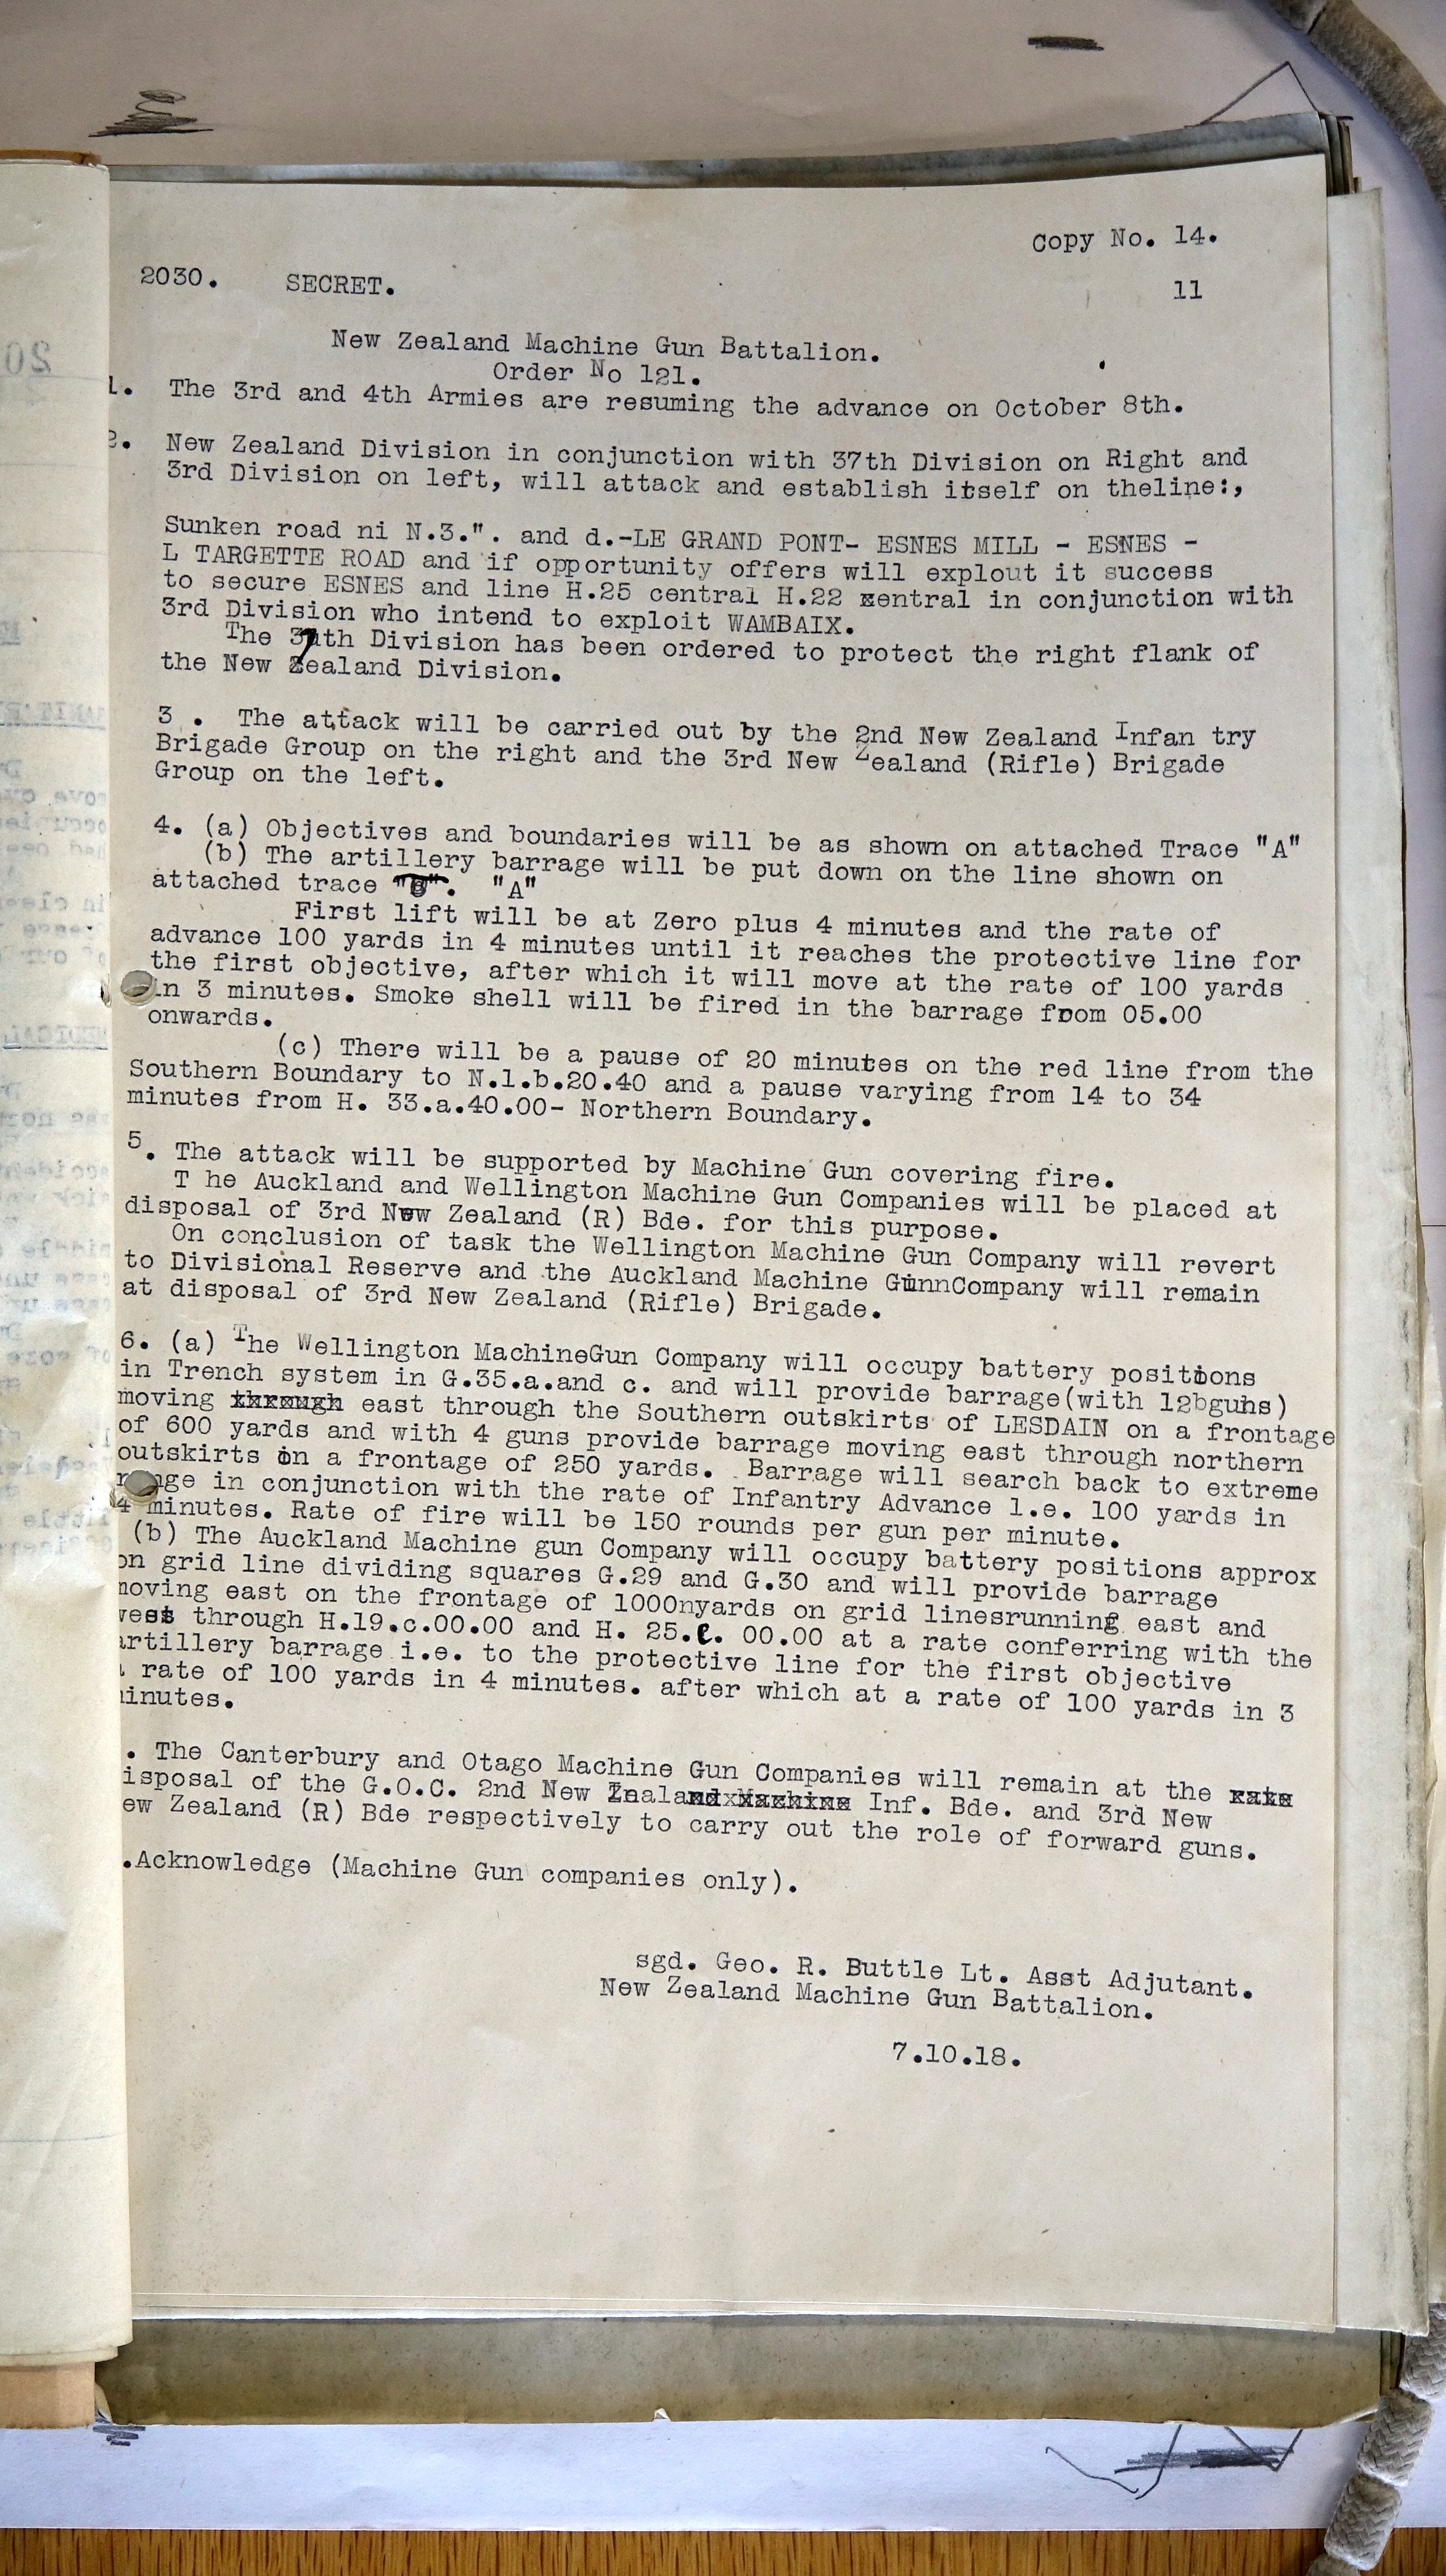 Copy No. 14.
2030. SECRET.
11
New Zealand Machine Gun Battalion.
Order No 121.
1. The 3rd and 4th Armies are resuming the advance on October 8th.
2. New Zealand Division in conjunction with 37th Division on Right and
3rd Division on left, will attack and establish itself on theline:,
Sunken road ni N.3.". and d.-LE GRAND PONT- ESNES MILL - ESNES -
L TARGETTE ROAD and if opportunity offers will explout it success
to secure ESNES and line H.25 central H.22 xentral in conjunction with
3rd Division who intend to exploit WAMBAIX.
The 37th Division has been ordered to protect the right flank of
the New Zealand Division.
3 . The attack will be carried out by the 2nd New Zealand Infan try
Brigade Group on the right and the 3rd New Zealand (Rifle) Brigade
Group on the left.
4. (a) Objectives and boundaries will be as shown on attached Trace "A"
(b) The artillery barrage will be put down on the line shown on
attached trace "B". "A"
First lift will be at Zero plus 4 minutes and the rate of
advance 100 yards in 4 minutes until it reaches the protective line for
the first objective, after which it will move at the rate of 100 yards
in 3 minutes. Smoke shell will be fired in the barrage from 05.00
onwards.
(c) There will be a pause of 20 minutes on the red line from the
Southern Boundary to N.1.b.20.40 and a pause varying from 14 to 34
minutes from H. 33.a.40.00- Northern Boundary.
5. The attack will be supported by Machine Gun covering fire.
T he Auckland and Wellington Machine Gun Companies will be placed at
disposal of 3rd New Zealand (R) Bde. for this purpose.
On conclusion of task the Wellington Machine Gun Company will revert
to Divisional Reserve and the Auckland Machine GunnCompany will remain
at disposal of 3rd New Zealand (Rifle) Brigade.
6. (a) The Wellington MachineGun Company will occupy battery positions
in Trench system in G.35.a.and c. and will provide barrage(with 12bguhs)
moving through east through the Southern outskirts of LESDAIN on a frontage
of 600 yards and with 4 guns provide barrage moving east through northern
outskirts on a frontage of 250 yards. Barrage will search back to extreme
range in conjunction with the rate of Infantry Advance l.e. 100 yards in
4 minutes. Rate of fire will be 150 rounds per gun per minute.
(b) The Auckland Machine gun Company will occupy battery positions approx
on grid line dividing squares G.29 and G.30 and will provide barrage
moving east on the frontage of 1000nyards on grid linesrunning east and
west through H.19.c.00.00 and H. 25.c. 00.00 at a rate conferring with the
artillery barrage i.e. to the protective line for the first objective
a rate of 100 yards in 4 minutes. after which at a rate of 100 yards in 3
minutes.
. The Canterbury and Otago Machine Gun Companies will remain at the rate
isposal of the G.O.C. 2nd New Zealand Machine Inf. Bde. and 3rd New
ew Zealand (R) Bde respectively to carry out the role of forward guns.
.Acknowledge (Machine Gun companies only).
sgd. Geo. R. Buttle Lt. Asst Adjutant.
New Zealand Machine Gun Battalion.
7.10.18.